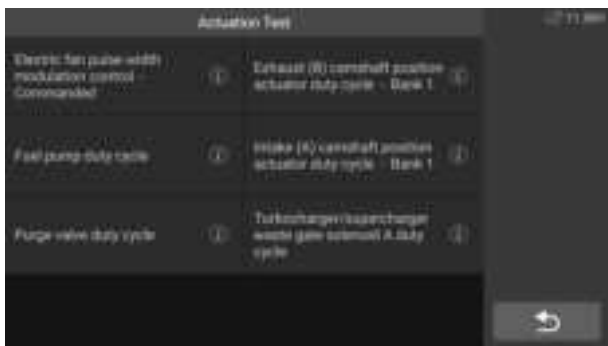 Actuation Test
Electric fan pulse-width
modulation control
Commanded
Exhaust (B) camshaft position
actuator duty cycle - Bank 1
Fuel pump duty cycle
Intake (A) camshaft position
actuator duty cycle - Bank 1
Purge valve duty cycle
Turbocharger/supercharger
waste gate solenoid A duty
cycle